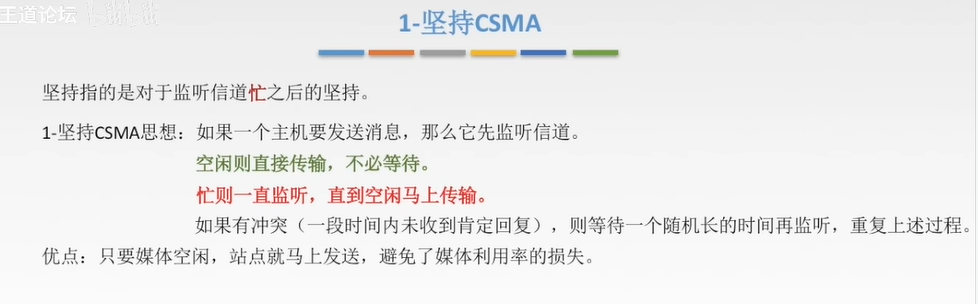 王道论坛
1-坚持CSMA
坚持指的是对于监听信道忙之后的坚持。
1-坚持CSMA思想：如果一个主机要发送消息，那么它先监听信道。
空闲则直接传输，不必等待。
忙则一直监听，直到空闲马上传输。
如果有冲突（一段时间内未收到肯定回复），则等待一个随机长的时间再监听，重复上述过程。
优点：只要媒体空闲，站点就马上发送，避免了媒体利用率的损失。